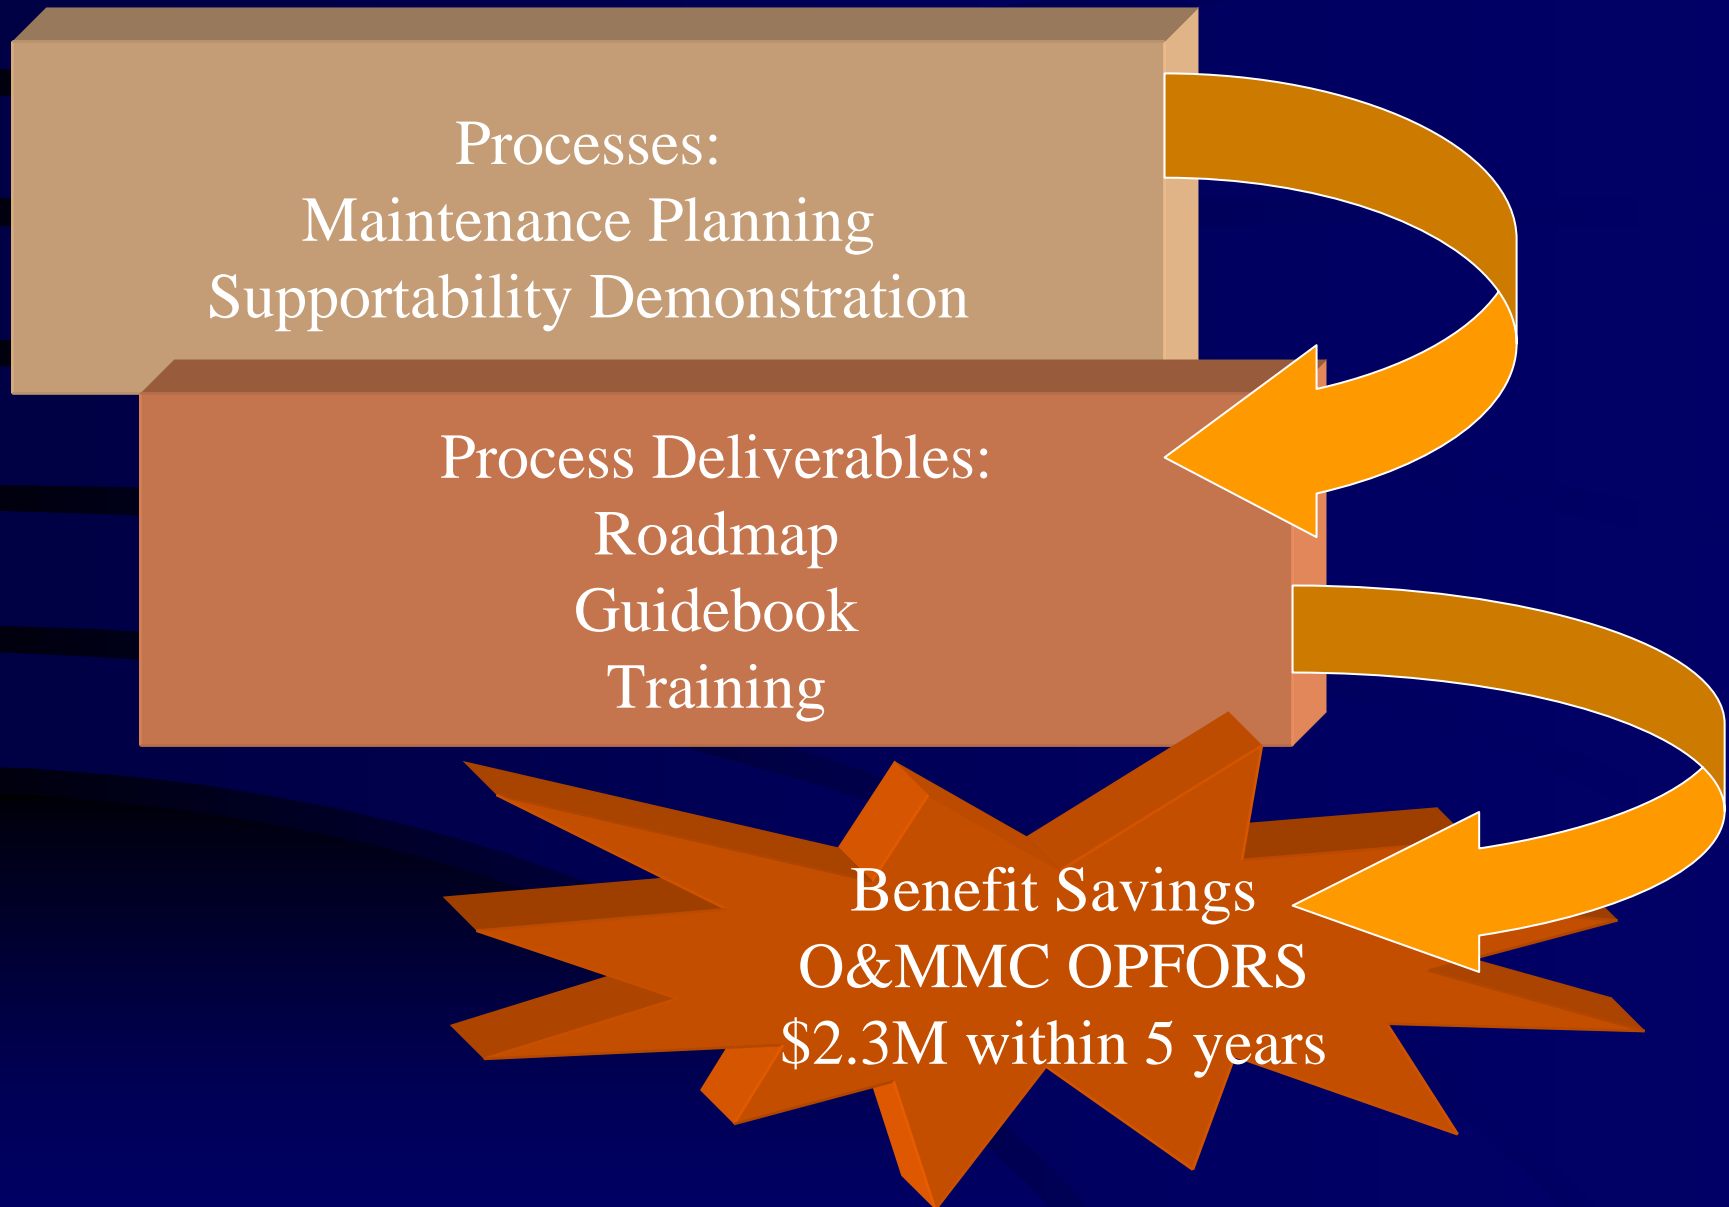 Processes:
Maintenance Planning
Supportability Demonstration
Process Deliverables:
Roadmap
Guidebook
Training
Benefit Savings
O&MMC OPFORS
$2.3M within 5 years